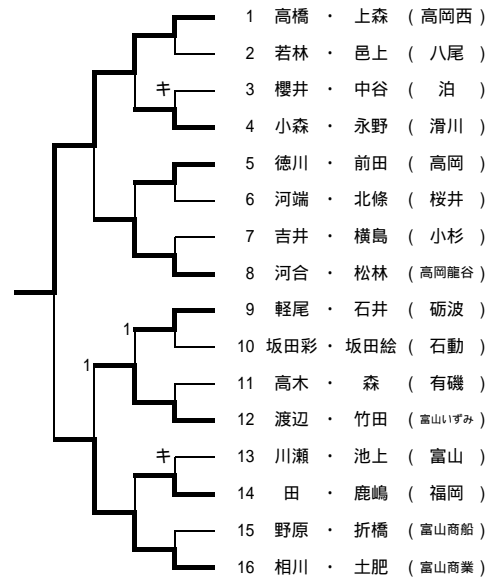 1 高橋 ・ 上森 ( 高岡西 )
2 若林 ・ 邑上 ( 八尾 )
キ 3 櫻井 ・ 中谷 ( 泊 )
4 小森 ・ 永野 ( 滑川 )
5 徳川 ・ 前田 ( 高岡 )
6 河端 ・ 北條 ( 桜井 )
7 吉井 ・ 横島 ( 小杉 )
8 河合 ・ 松林 ( 高岡龍谷 )
9 軽尾 ・ 石井 ( 砺波 )
1
10 坂田彩 ・ 坂田絵 ( 石動 )
1
11 高木 ・ 森 ( 有磯 )
12 渡辺 ・ 竹田 ( 富山いずみ )
キ 13 川瀬 ・ 池上 ( 富山 )
14 田 ・ 鹿嶋 ( 福岡 )
15 野原 ・ 折橋 ( 富山商船 )
16 相川 ・ 土肥 ( 富山商業 )